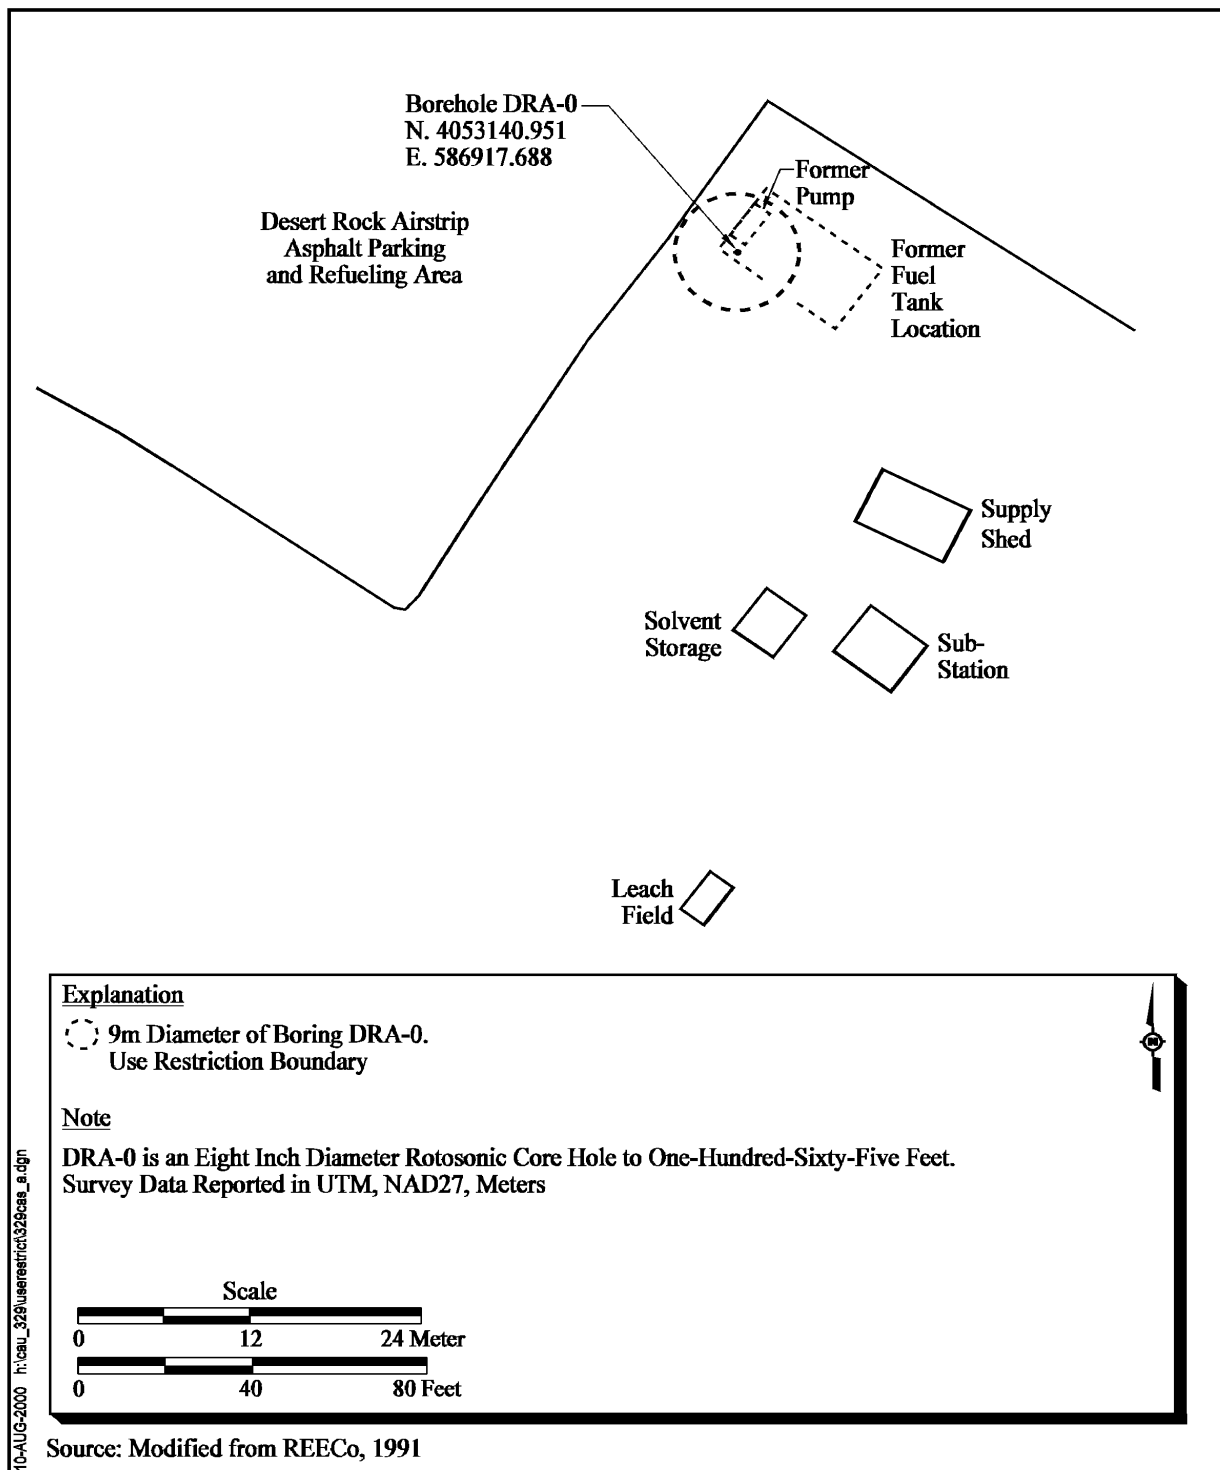 Borehole DRA-0
N. 4053140.951
E. 586917.688
Former
Pump
Desert Rock Airstrip
Asphalt Parking
and Refueling Area
Former
Fuel
Tank
Location
Supply
Shed
Solvent
Storage
Sub-
Station
Leach
Field
Explanation
9m Diameter of Boring DRA-0.
Use Restriction Boundary
N
Note
DRA-0 is an Eight Inch Diameter Rotosonic Core Hole to One-Hundred-Sixty-Five Feet.
Survey Data Reported in UTM, NAD27, Meters
Scale
0 12 24 Meter
0 40 80 Feet
10-AUG-2000 h:\cau_329\userestrict\329cas_a.dgn
Source: Modified from REECo, 1991